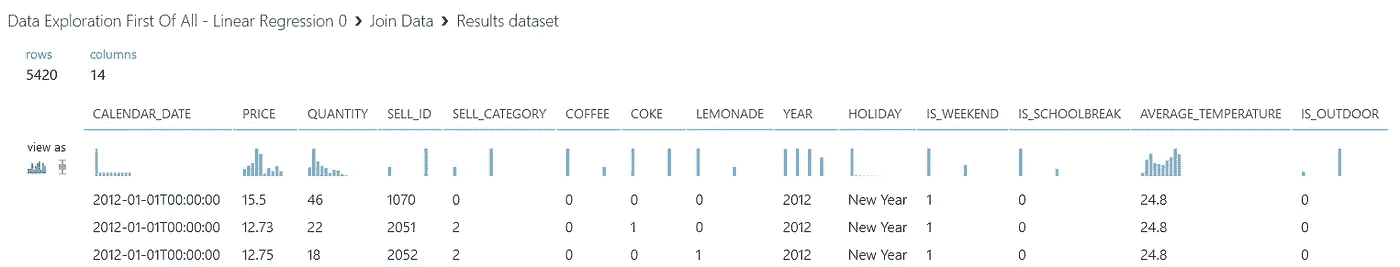 Data Exploration First Of All - Linear Regression 0 › Join Data › Results dataset
rows columns
5420 14
CALENDAR_DATE PRICE QUANTITY SELL_ID SELL_CATEGORY COFFEE COKE LEMONADE YEAR HOLIDAY IS_WEEKEND IS_SCHOOLBREAK AVERAGE_TEMPERATURE IS_OUTDOOR
view as
2012-01-01T00:00:00 15.5 46 1070 0 0 0 0 2012 New Year 1 0 24.8 0
2012-01-01T00:00:00 12.73 22 2051 2 0 1 0 2012 New Year 1 0 24.8 0
2012-01-01T00:00:00 12.75 18 2052 2 0 0 1 2012 New Year 1 0 24.8 0